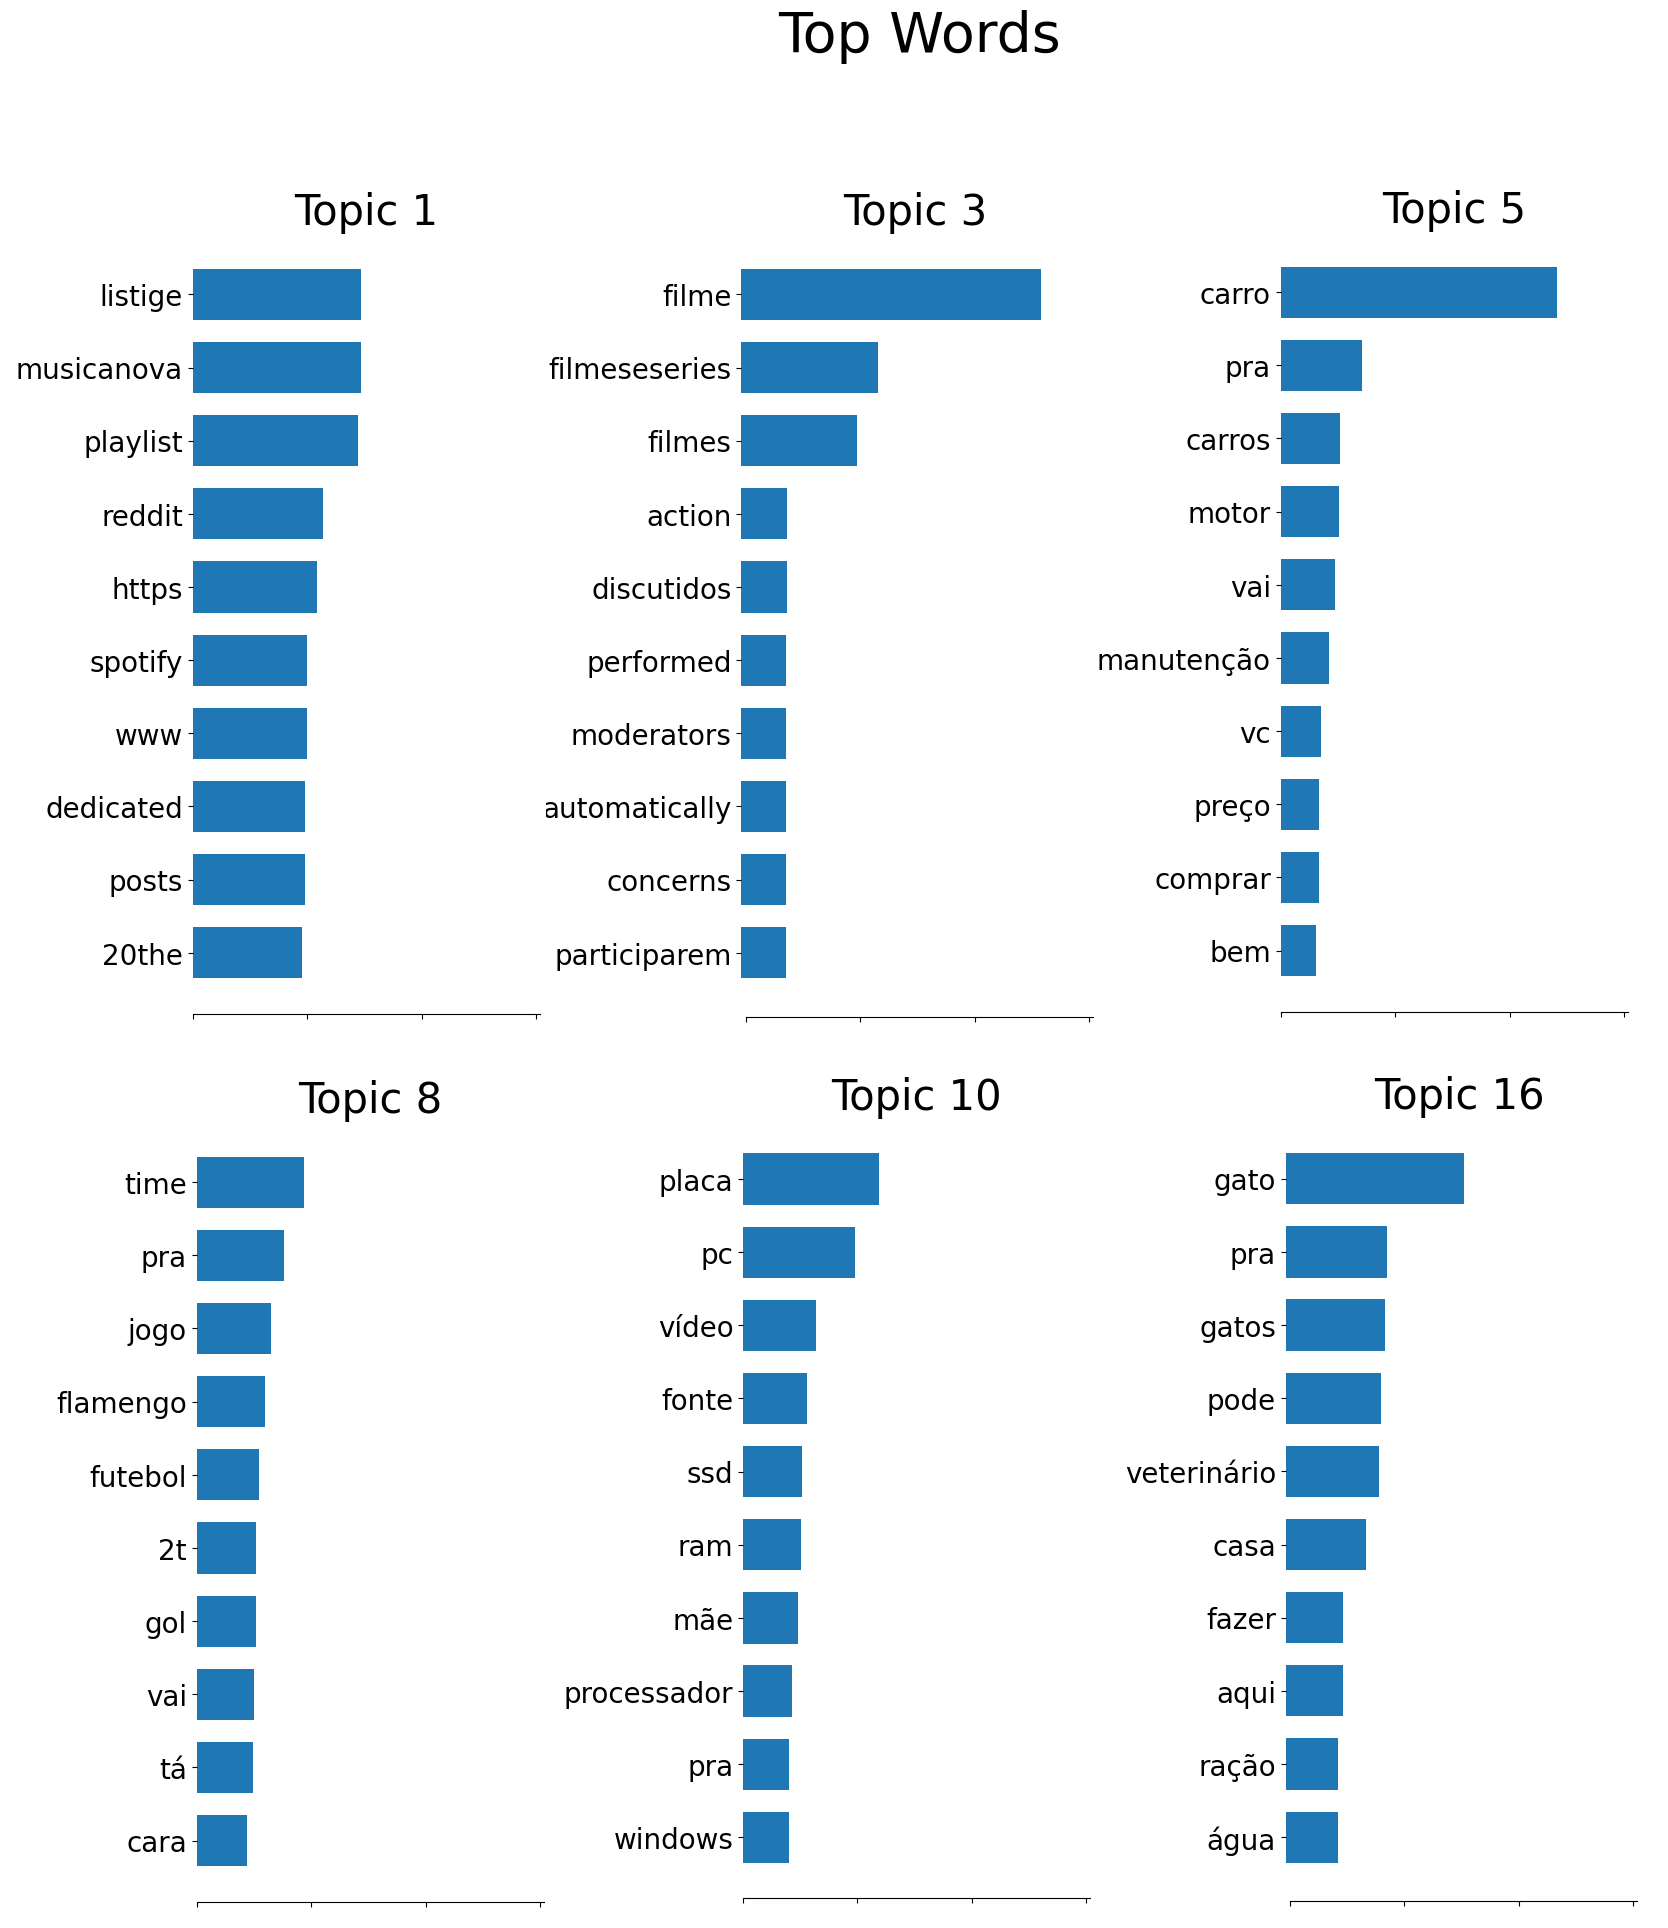 Top Words
Topic 1
listige
musicanova
playlist
reddit
https
spotify
www
dedicated
posts
20the
Topic 3
filme
filmeseseries
filmes
action
discutidos
performed
moderators
automatically
concerns
participarem
Topic 5
carro
pra
carros
motor
vai
manutenção
vc
preço
comprar
bem
Topic 8
time
pra
jogo
flamengo
futebol
2t
gol
vai
tá
cara
Topic 10
placa
pc
vídeo
fonte
ssd
ram
mãe
processador
pra
windows
Topic 16
gato
pra
gatos
pode
veterinário
casa
fazer
aqui
ração
água